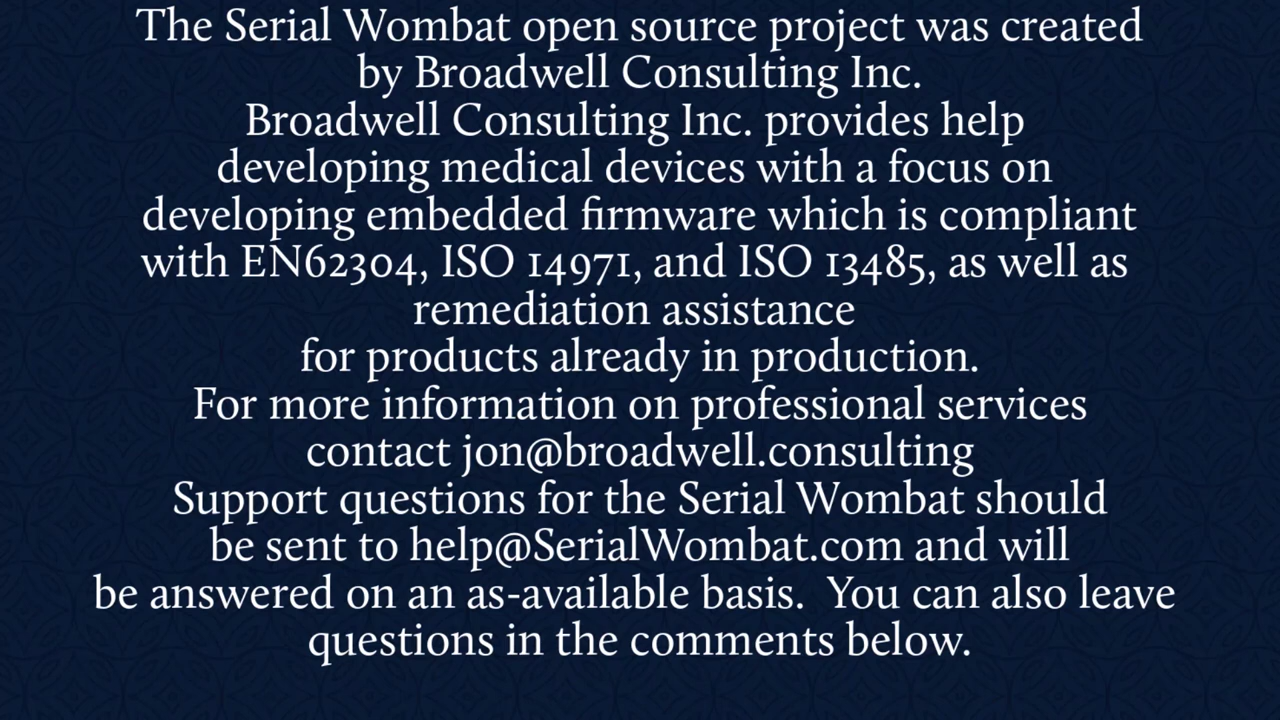 The Serial Wombat open source project was created
by Broadwell Consulting Inc.
Broadwell Consulting Inc. provides help
developing medical devices with a focus on
developing embedded firmware which is compliant
with EN62304, ISO 14971, and ISO 13485, as well as
remediation assistance
for products already in production.
For more information on professional services
contact jon@broadwell.consulting
Support questions for the Serial Wombat should
be sent to help@SerialWombat.com and will
be answered on an as-available basis.  You can also leave
questions in the comments below.